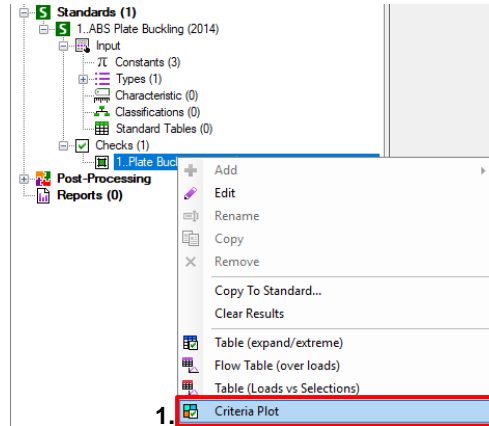 Standards (1)
1..ABS Plate Buckling (2014)
Input
π Constants (3)
Types (1)
Characteristic (0)
Classifications (0)
Standard Tables (0)
Checks (1)
1..Plate Buc
Post-Processing
Reports (0)
Add
Edit
Rename
Copy
Remove
Copy To Standard...
Clear Results
Table (expand/extreme)
Flow Table (over loads)
Table (Loads vs Selections)
1. Criteria Plot